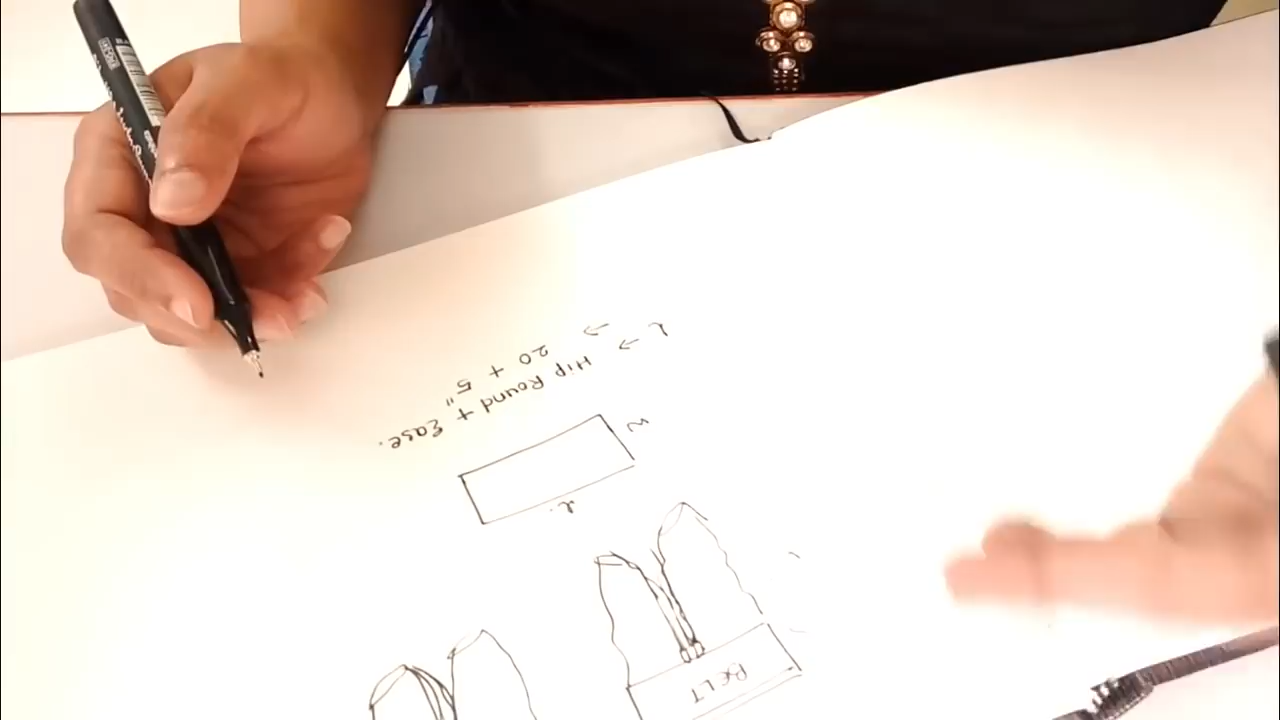 BELT
l.
w
L → Hip Round + Ease.
→ 20 + 5"